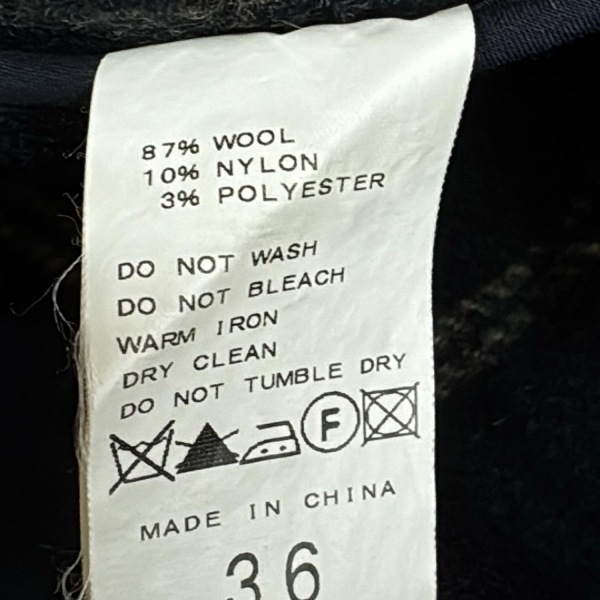 87% WOOL
10% NYLON
3% POLYESTER
DO NOT WASH
DO NOT BLEACH
WARM IRON
DRY CLEAN
DO NOT TUMBLE DRY
F
MADE IN CHINA
36